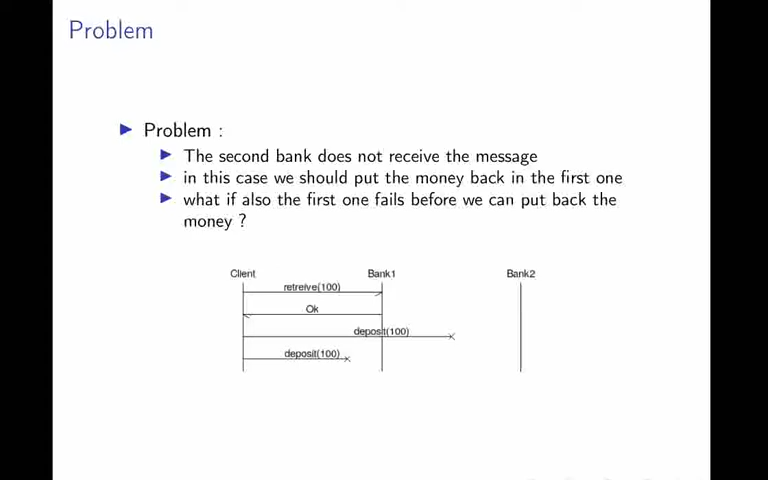 Problem
Problem :
The second bank does not receive the message
in this case we should put the money back in the first one
what if also the first one fails before we can put back the
money ?
Client Bank1 Bank2
retreive(100)
Ok
deposit(100)
deposit(100)